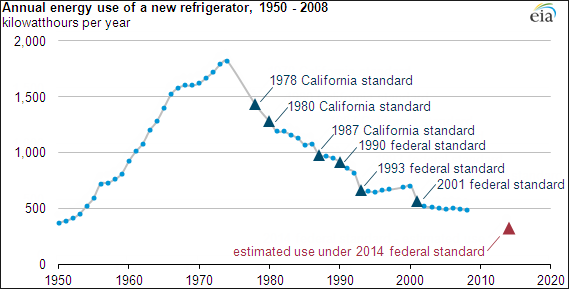 Annual energy use of a new refrigerator, 1950 - 2008
kilowatthours per year
eia
2,000
1,500
1,000
500
0
1978 California standard
1980 California standard
1987 California standard
1990 federal standard
1993 federal standard
2001 federal standard
estimated use under 2014 federal standard
1950 1960 1970 1980 1990 2000 2010 2020